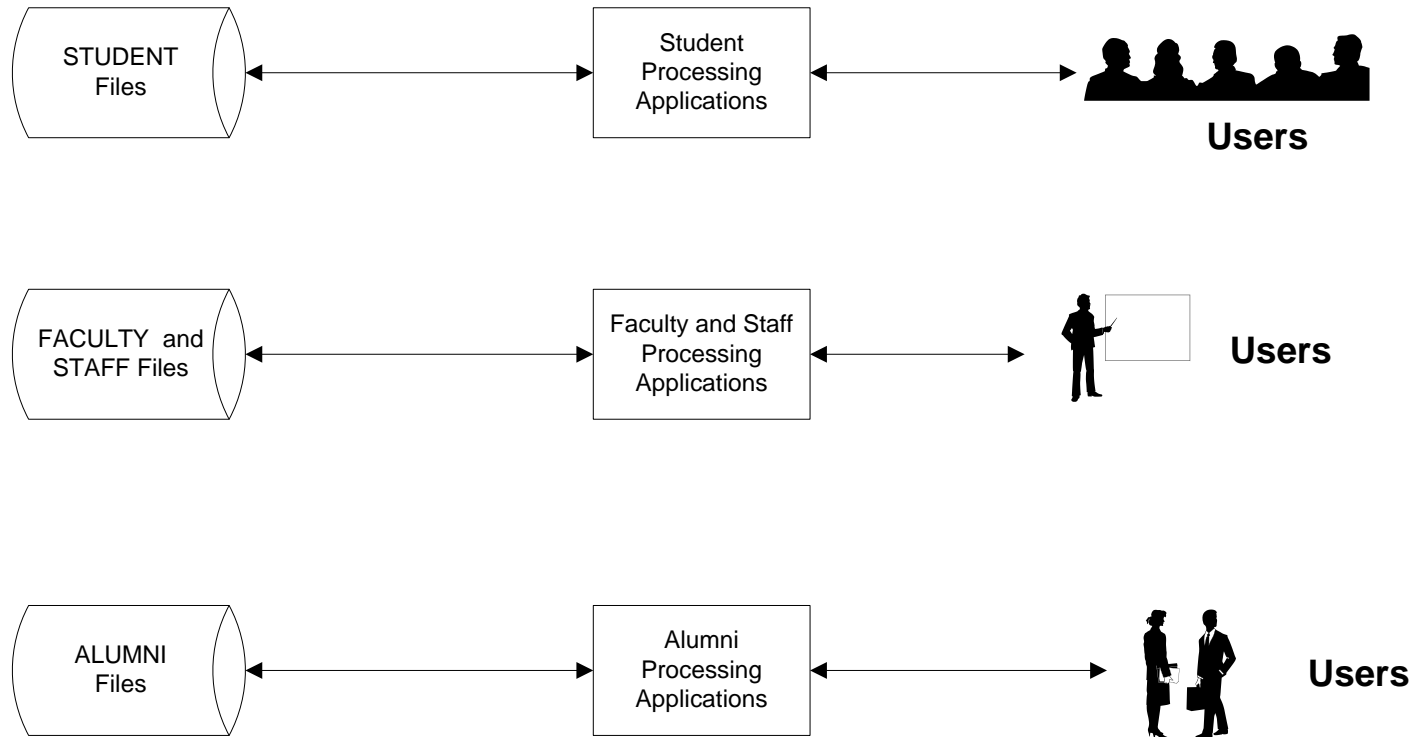 STUDENT
Files
Student
Processing
Applications
Users
FACULTY and
STAFF Files
Faculty and Staff
Processing
Applications
Users
ALUMNI
Files
Alumni
Processing
Applications
Users